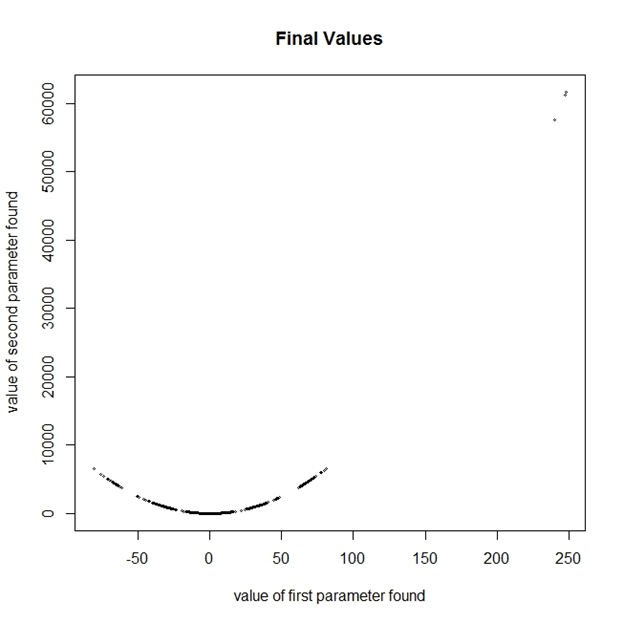 Final Values
value of second parameter found
60000
50000
40000
30000
20000
10000
0
-50 0 50 100 150 200 250
value of first parameter found